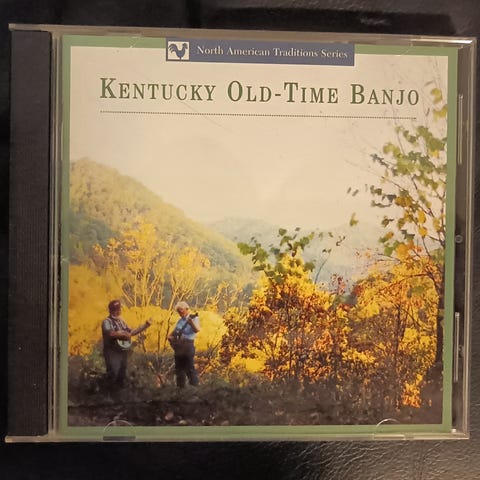 North American Traditions Series
KENTUCKY OLD-TIME BANJO